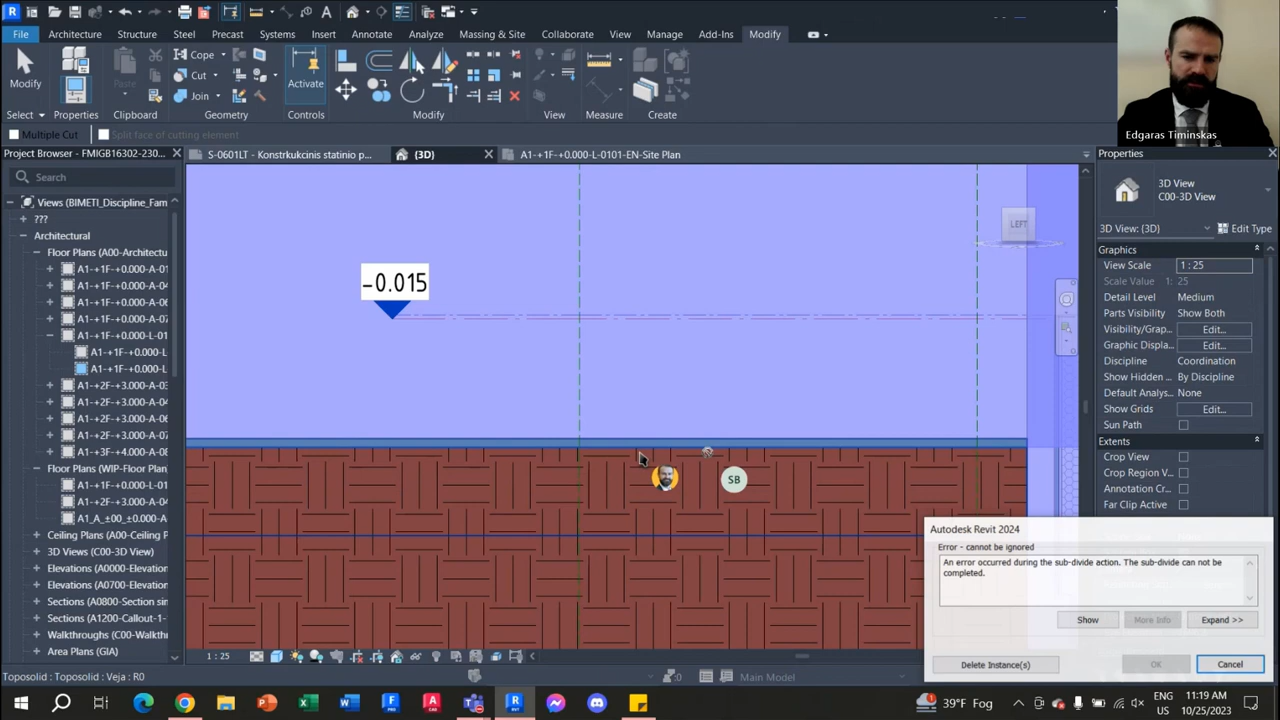 File Architecture Structure Steel Precast Systems Insert Annotate Analyze Massing & Site Collaborate View Manage Add-Ins Modify
Modify
Cope
Cut
Join
Activate
Select Properties Clipboard Geometry Controls Modify View Measure Create
Multiple Cut Split face of cutting element
Edgaras Timinskas
Project Browser - FMIGB16302-230...
S-0601LT - Konstrkukcinis statinio p... (3D) A1-+1F-+0.000-L-0101-EN-Site Plan
Properties
Search
Views (BIMETI_Discipline_Fam
???
Architectural
Floor Plans (A00-Architectu
A1-+1F-+0.000-A-01
A1-+1F-+0.000-A-04
A1-+1F-+0.000-A-04
A1-+1F-+0.000-A-07
A1-+1F-+0.000-L-01
A1-+1F-+0.000-L
A1-+1F-+0.000-L
A1-+2F-+3.000-A-03
A1-+2F-+3.000-A-04
A1-+2F-+3.000-A-06
A1-+2F-+3.000-A-07
A1-+3F-+4.000-A-08
Floor Plans (WIP-Floor Plan)
A1-+1F-+0.000-A-01
A1-+2F-+3.000-A-04
A1_A_±00_±0.000-A
Ceiling Plans (A00-Ceiling P
3D Views (C00-3D View)
Elevations (A0000-Elevation
Elevations (A0700-Elevation
Sections (A0800-Section sin
Sections (A1200-Callout-1-
Walkthroughs (C00-Walkth
Area Plans (GIA)
-0.015
LEFT
SB
3D View
C00-3D View
3D View: (3D) Edit Type
Graphics
View Scale 1 : 25
Scale Value 1: 25
Detail Level Medium
Parts Visibility Show Both
Visibility/Grap... Edit...
Graphic Displa... Edit...
Discipline Coordination
Show Hidden ... By Discipline
Default Analys... None
Show Grids Edit...
Sun Path
Extents
Crop View
Crop Region V...
Annotation Cr...
Far Clip Active
Autodesk Revit 2024
Error - cannot be ignored
An error occurred during the sub-divide action. The sub-divide can not be
completed.
Show More Info Expand >>
Delete Instance(s) OK Cancel
1 : 25
Toposolid : Toposolid : Veja : R0
:0 Main Model
39°F Fog
ENG
US
11:19 AM
10/25/2023